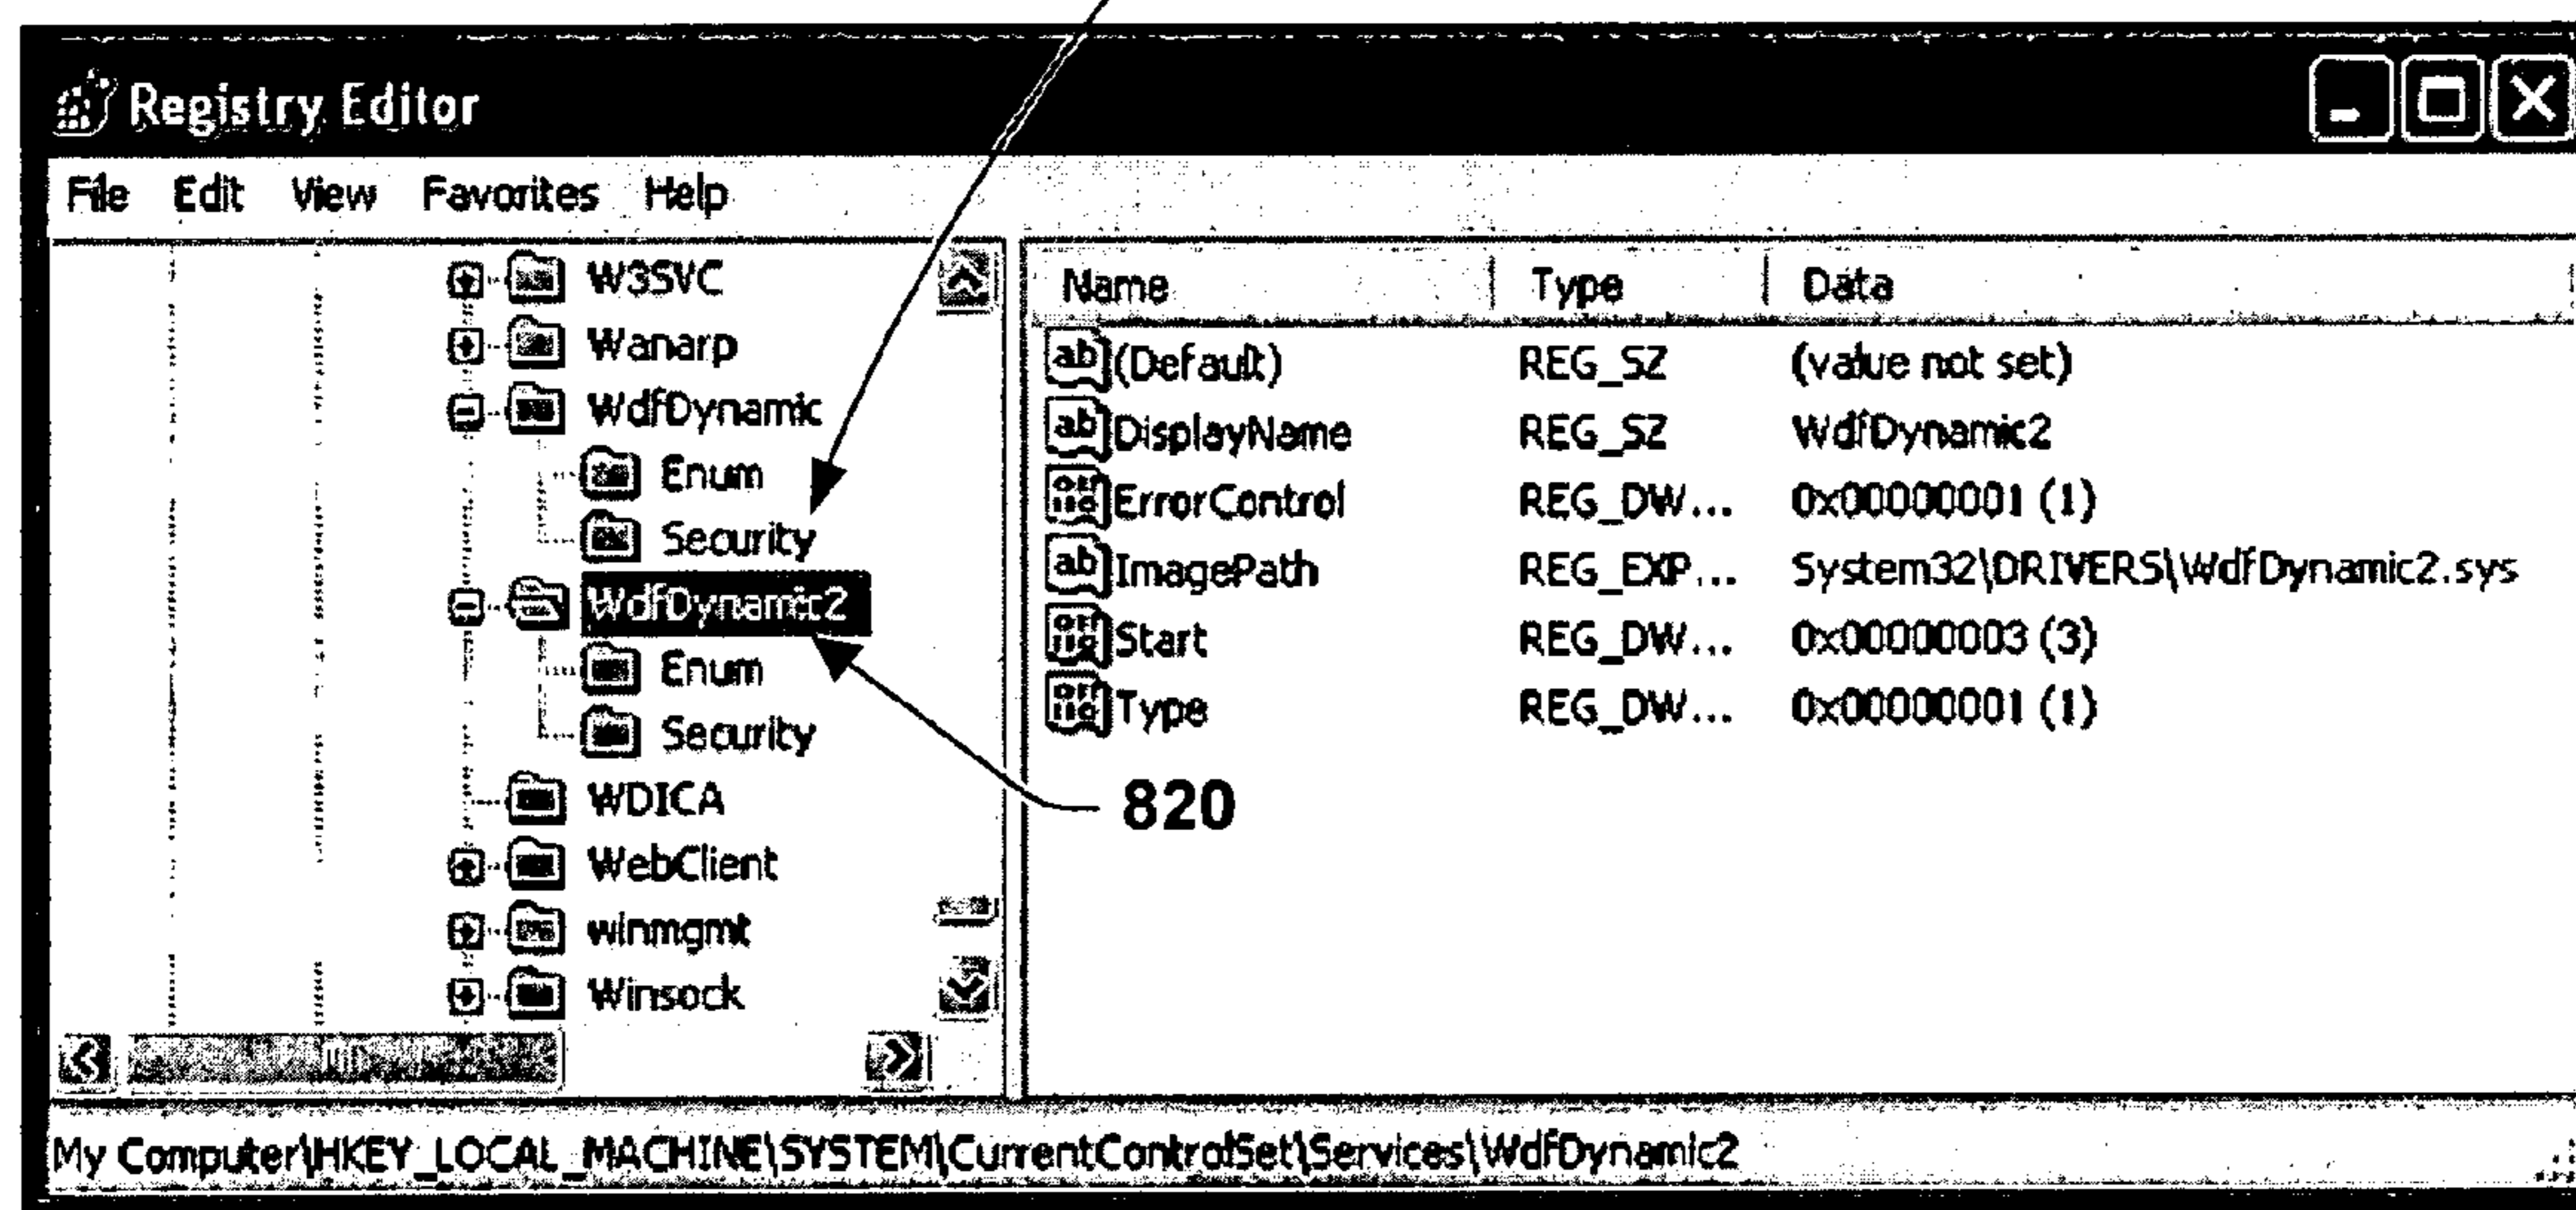 Registry Editor
File Edit View Favorites Help
W3SVC
Wanarp
WdfDynamic
Enum
Security
WdfDynamic2
Enum
Security
WDICA
WebClient
winmgmt
Winsock
Name Type Data
(Default) REG_SZ (value not set)
DisplayName REG_SZ WdfDynamic2
ErrorControl REG_DW... 0x00000001 (1)
ImagePath REG_EXP... System32\DRIVERS\WdfDynamic2.sys
Start REG_DW... 0x00000003 (3)
Type REG_DW... 0x00000001 (1)
820
My Computer\HKEY_LOCAL_MACHINE\SYSTEM\CurrentControlSet\Services\WdfDynamic2